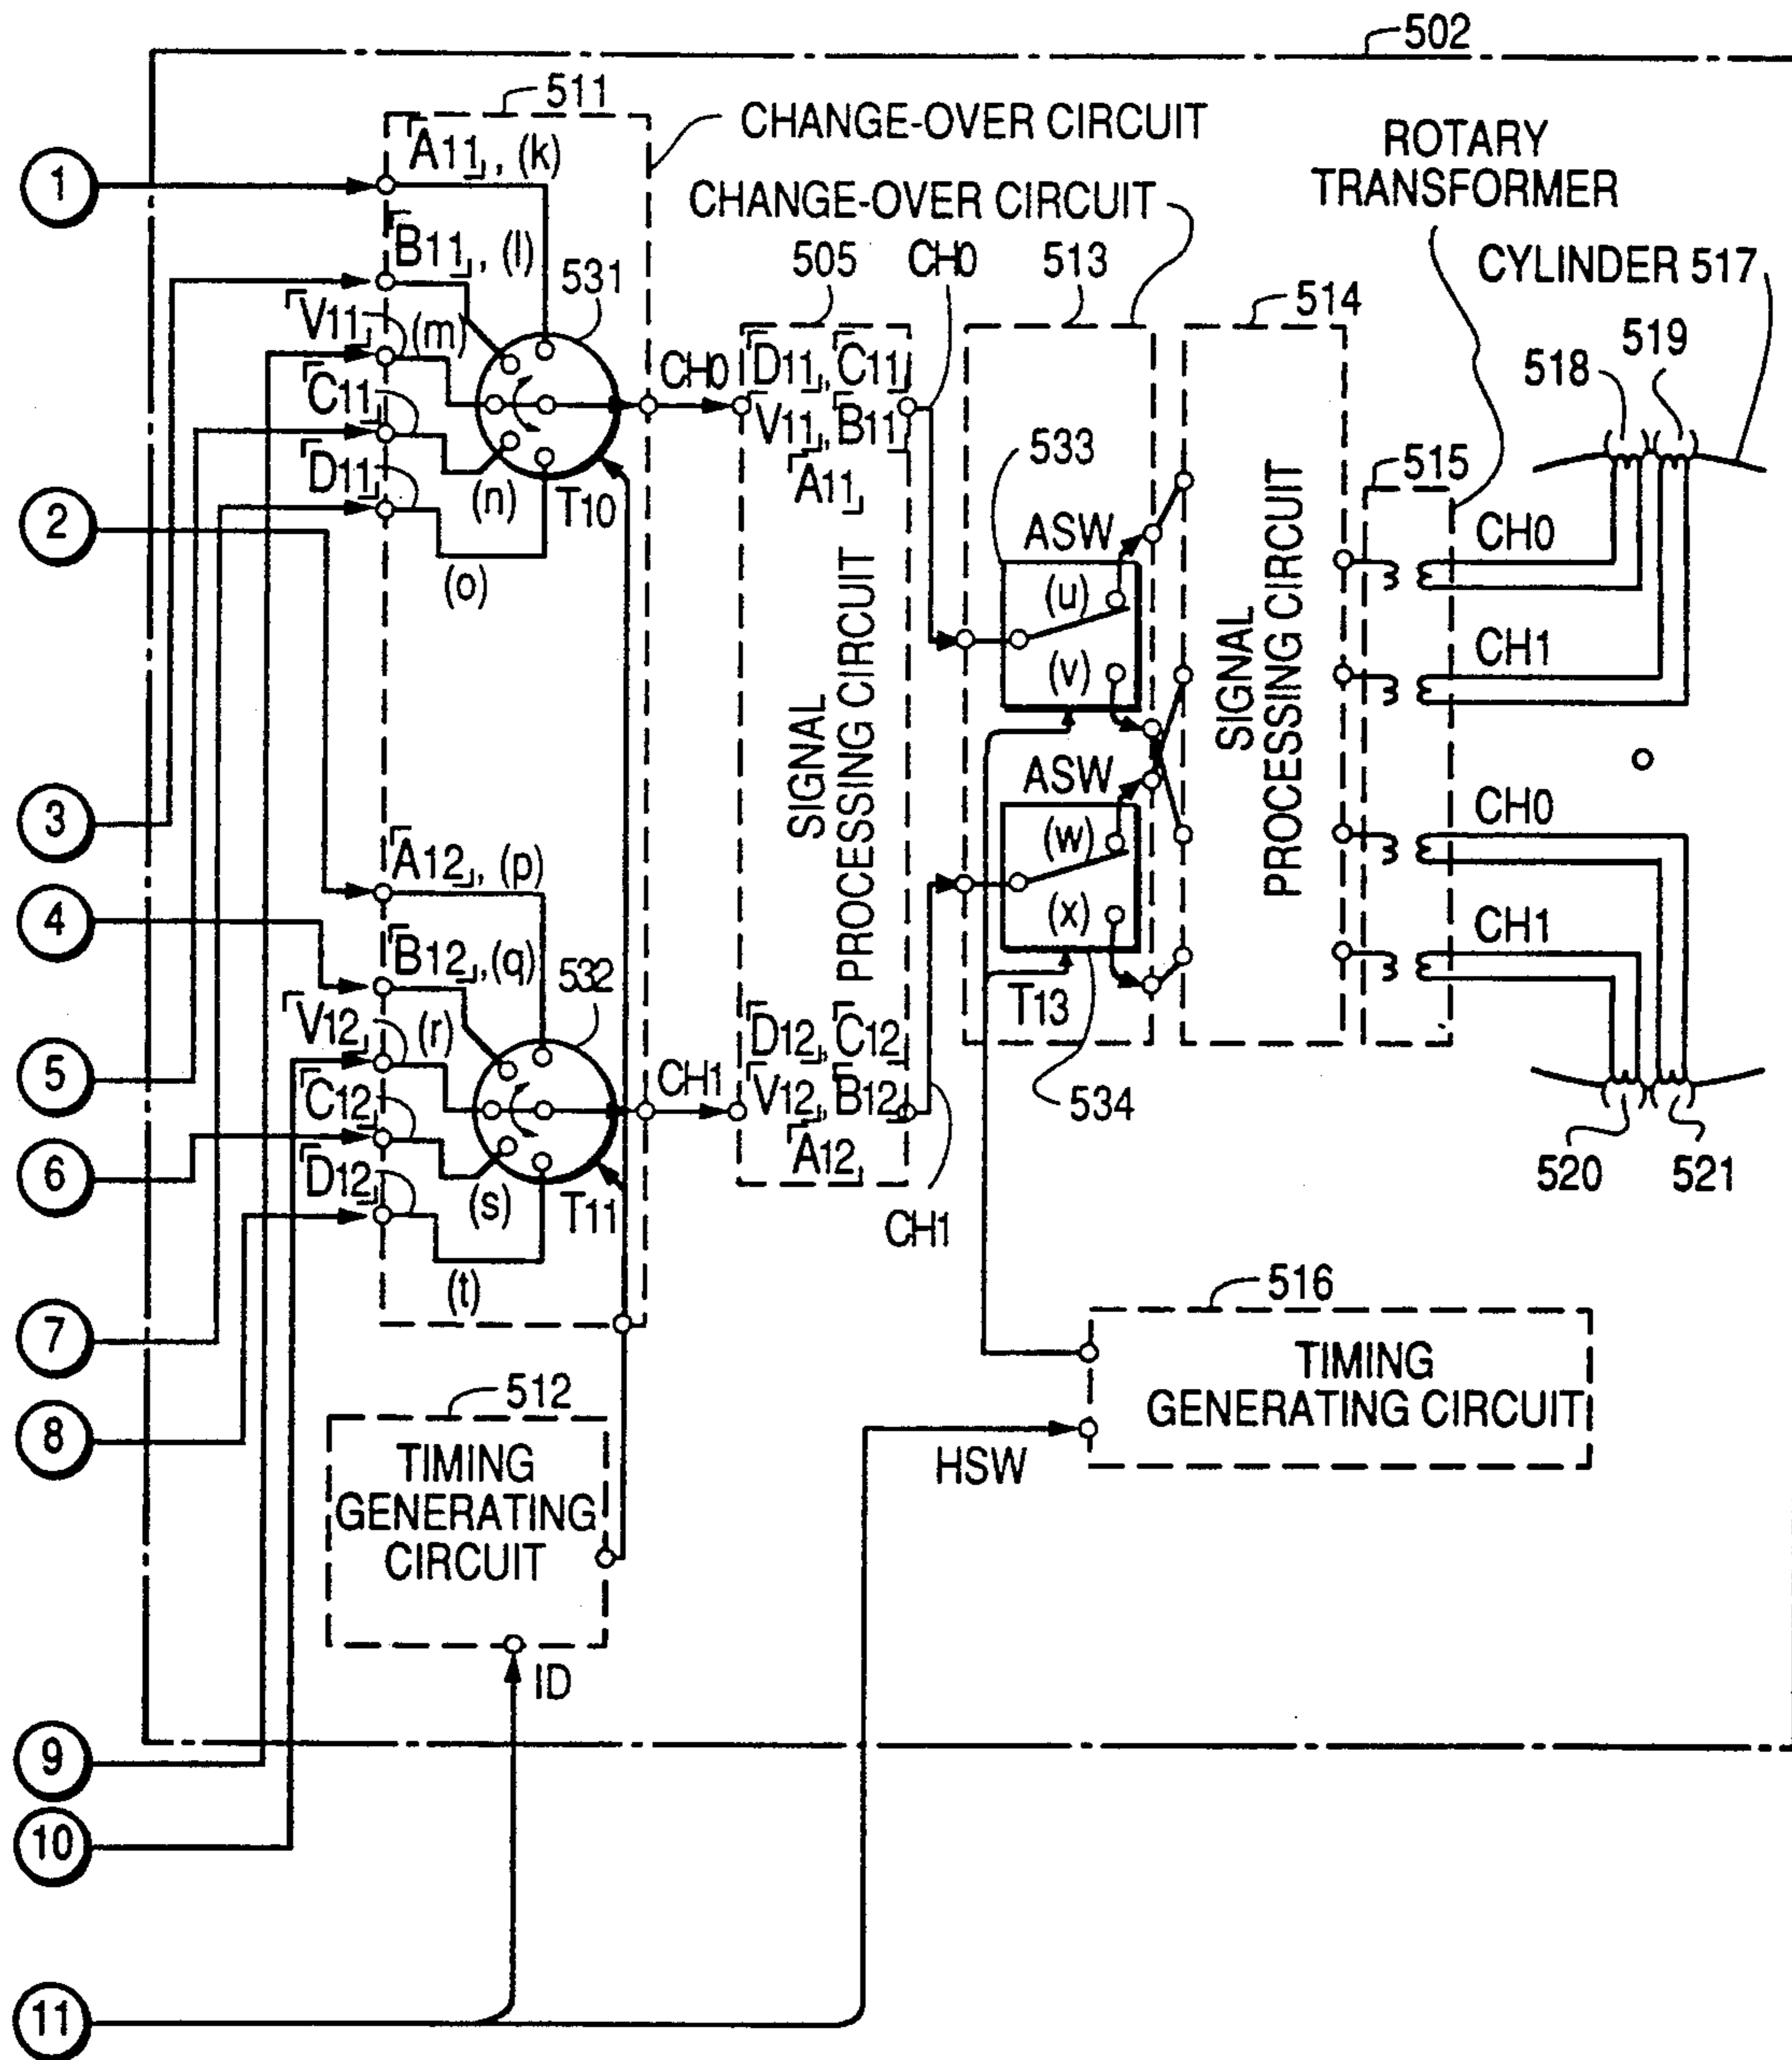 502
511
CHANGE-OVER CIRCUIT
ROTARY
TRANSFORMER
1
「A11」, (k)
CHANGE-OVER CIRCUIT
「B11」, (l)
531
505
CH0
513
514
CYLINDER 517
「V11」
(m)
518
519
「C11」
CH0
「D11」, 「C11」
「V11」, 「B11」
「A11」
533
515
「D11」
(n)
T10
2
(o)
ASW
(u)
(v)
CH0
CH1
SIGNAL
PROCESSING CIRCUIT
SIGNAL
PROCESSING CIRCUIT
3
ASW
(w)
(x)
CH0
CH1
「A12」, (p)
4
「B12」, (q)
532
T13
「V12」
(r)
5
「D12」, 「C12」
「V12」, 「B12」
「A12」
534
CH1
「C12」
6
「D12」
(s)
T11
520
521
CH1
(t)
516
7
TIMING
GENERATING CIRCUIT
512
8
HSW
TIMING
GENERATING
CIRCUIT
ID
9
10
11